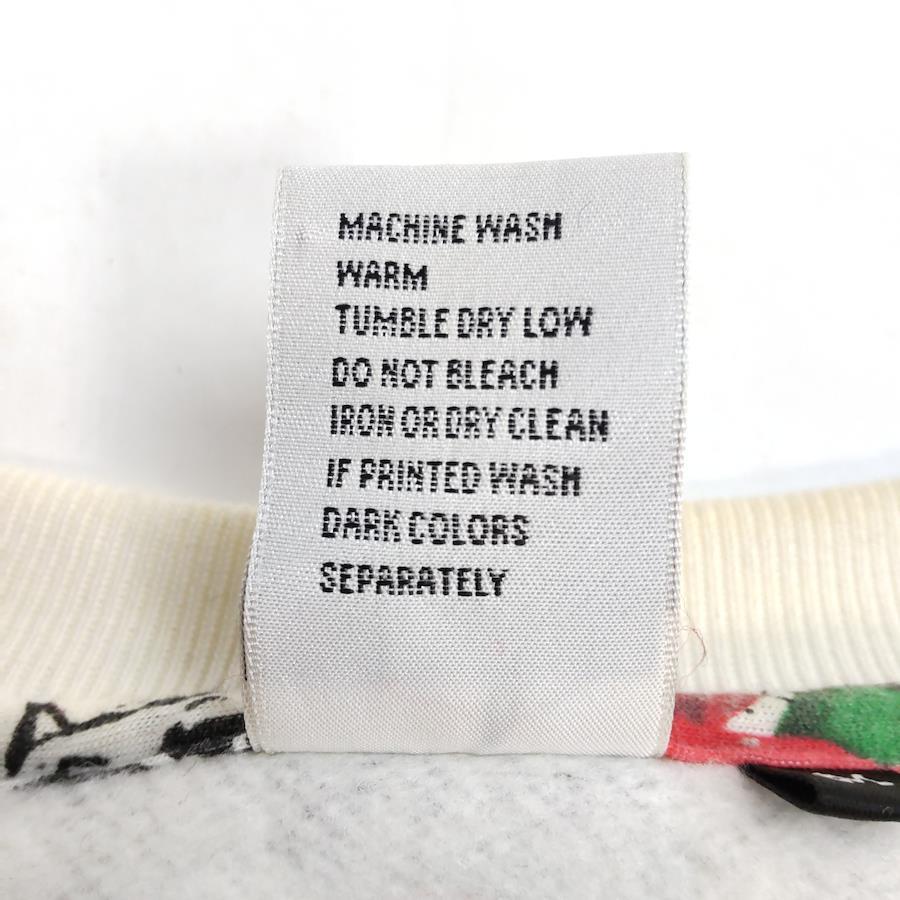 MACHINE WASH
WARM
TUMBLE DRY LOW
DO NOT BLEACH
IRON OR DRY CLEAN
IF PRINTED WASH
DARK COLORS
SEPARATELY